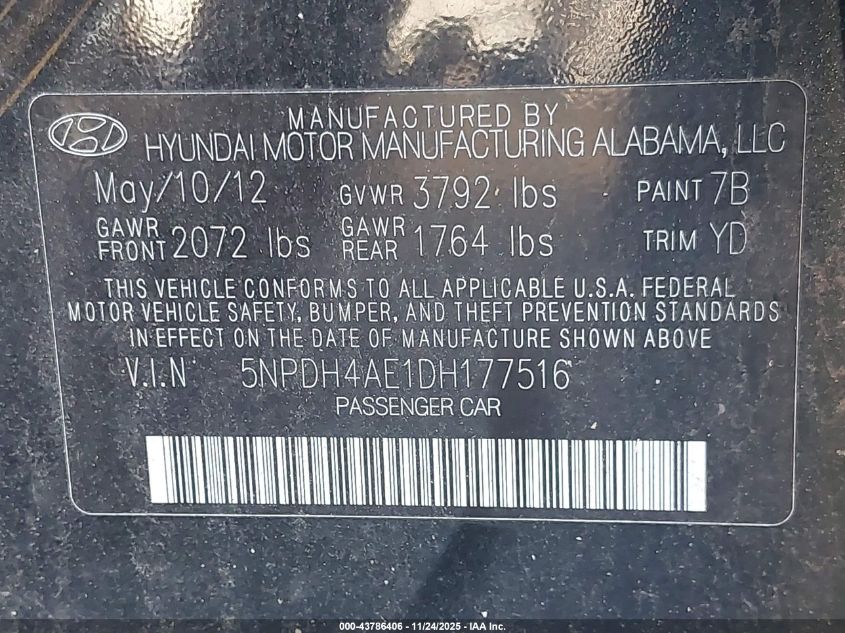 MANUFACTURED BY
HYUNDAI MOTOR MANUFACTURING ALABAMA, LLC
May/10/12 GVWR 3792 lbs PAINT 7B
GAWR FRONT 2072 lbs GAWR REAR 1764 lbs TRIM YD
THIS VEHICLE CONFORMS TO ALL APPLICABLE U.S.A. FEDERAL
MOTOR VEHICLE SAFETY, BUMPER, AND THEFT PREVENTION STANDARDS
IN EFFECT ON THE DATE OF MANUFACTURE SHOWN ABOVE
V.I.N 5NPDH4AE1DH177516
PASSENGER CAR
000-43786406 - 11/24/2025 - IAA Inc.